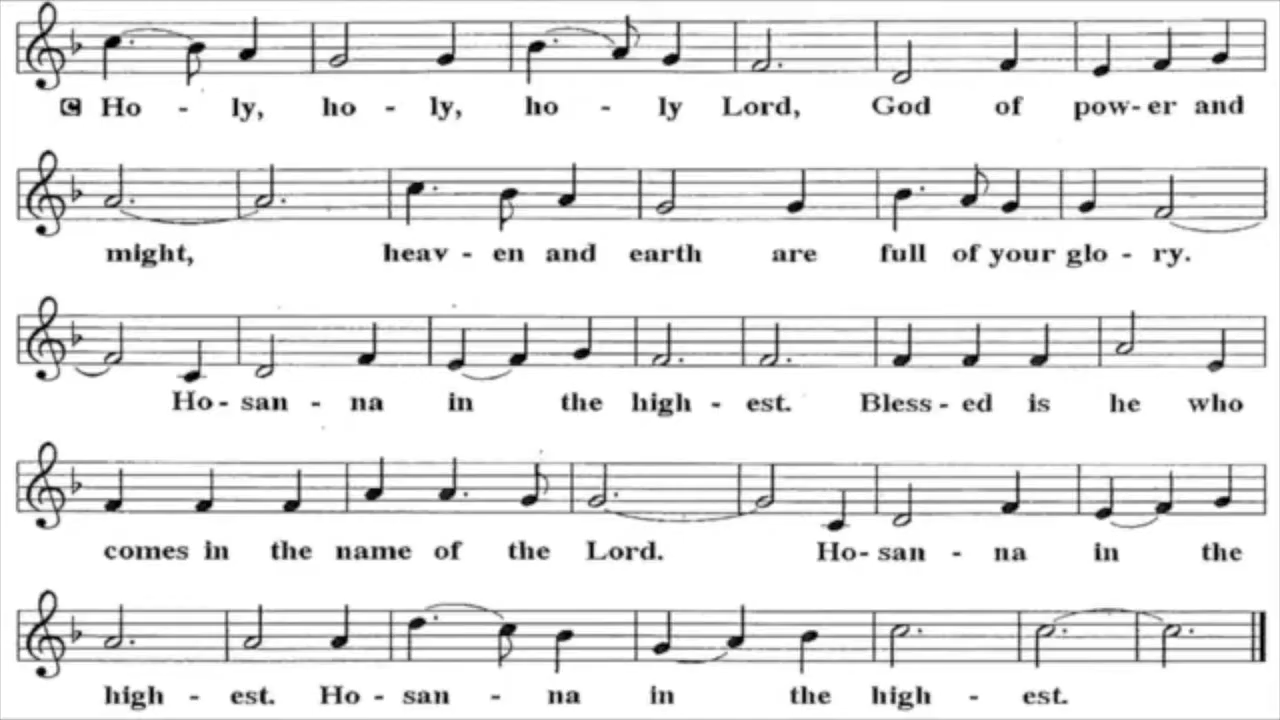 C Ho - ly, ho - ly, ho - ly Lord, God of pow- er and
might, heav - en and earth are full of your glo - ry.
Ho - san - na in the high - est. Bless - ed is he who
comes in the name of the Lord. Ho- san - na in the
high - est. Ho - san - na in the high - est.